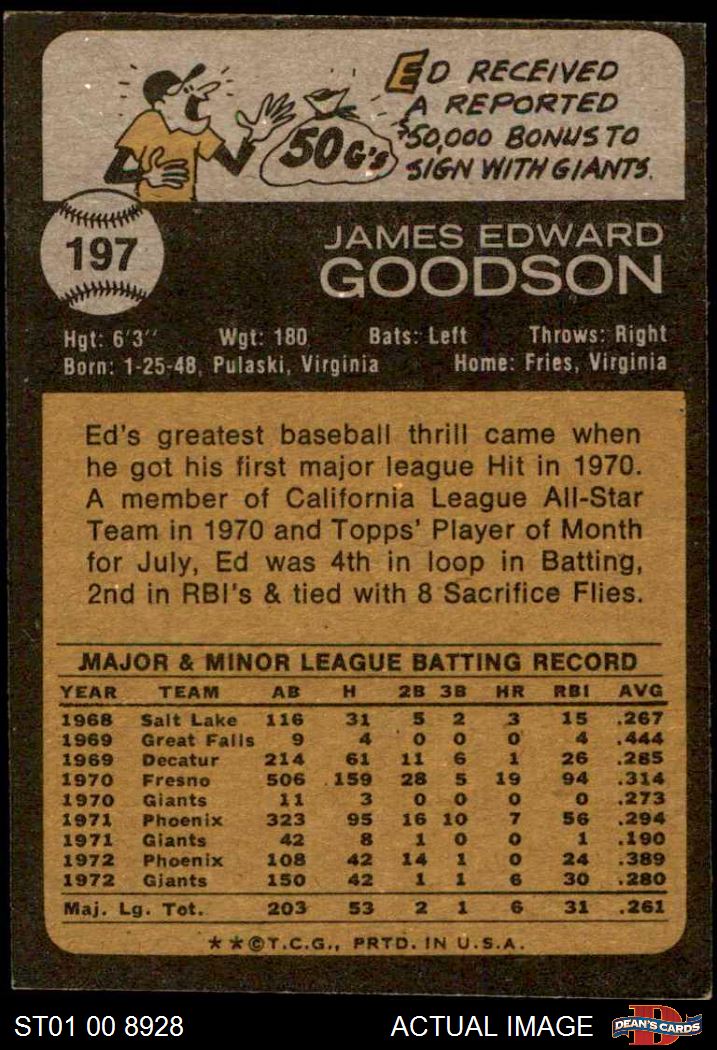 ED RECEIVED
A REPORTED
$50,000 BONUS TO
SIGN WITH GIANTS.
50 G's
197
JAMES EDWARD
GOODSON
Hgt: 6'3" Wgt: 180 Bats: Left Throws: Right
Born: 1-25-48, Pulaski, Virginia Home: Fries, Virginia
Ed's greatest baseball thrill came when
he got his first major league Hit in 1970.
A member of California League All-Star
Team in 1970 and Topps' Player of Month
for July, Ed was 4th in loop in Batting,
2nd in RBI's & tied with 8 Sacrifice Flies.
MAJOR & MINOR LEAGUE BATTING RECORD
YEAR TEAM AB H 2B 3B HR RBI AVG
1968 Salt Lake 116 31 5 2 3 15 .267
1969 Great Falls 9 4 0 0 0 4 .444
1969 Decatur 214 61 11 6 1 26 .285
1970 Fresno 506 159 28 5 19 94 .314
1970 Giants 11 3 0 0 0 0 .273
1971 Phoenix 323 95 16 10 7 56 .294
1971 Giants 42 8 1 0 0 1 .190
1972 Phoenix 108 42 14 1 0 24 .389
1972 Giants 150 42 1 1 6 30 .280
Maj. Lg. Tot. 203 53 2 1 6 31 .261
★★©T.C.G., PRTD. IN U.S.A.
ST01 00 8928 ACTUAL IMAGE DEAN'S CARDS